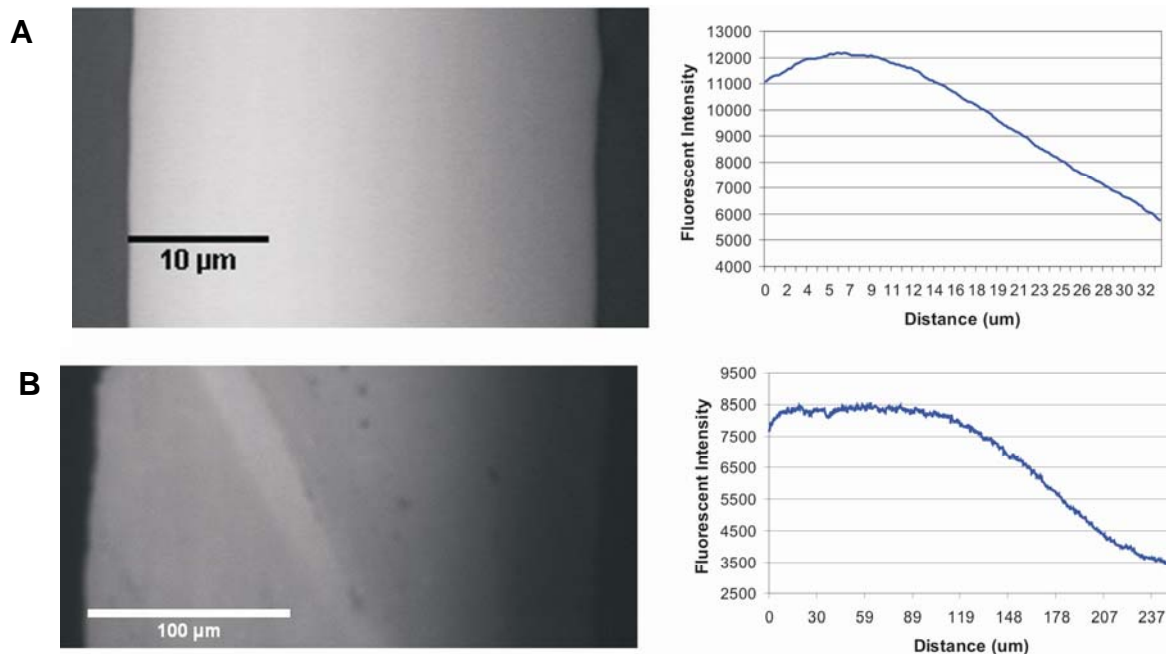 A
10 µm
Fluorescent Intensity
13000
12000
11000
10000
9000
8000
7000
6000
5000
4000
0 2 4 5 7 9 11 12 14 16 18 19 21 23 25 26 28 30 32
Distance (um)
B
100 µm
Fluorescent Intensity
9500
8500
7500
6500
5500
4500
3500
2500
0 30 59 89 119 148 178 207 237
Distance (um)